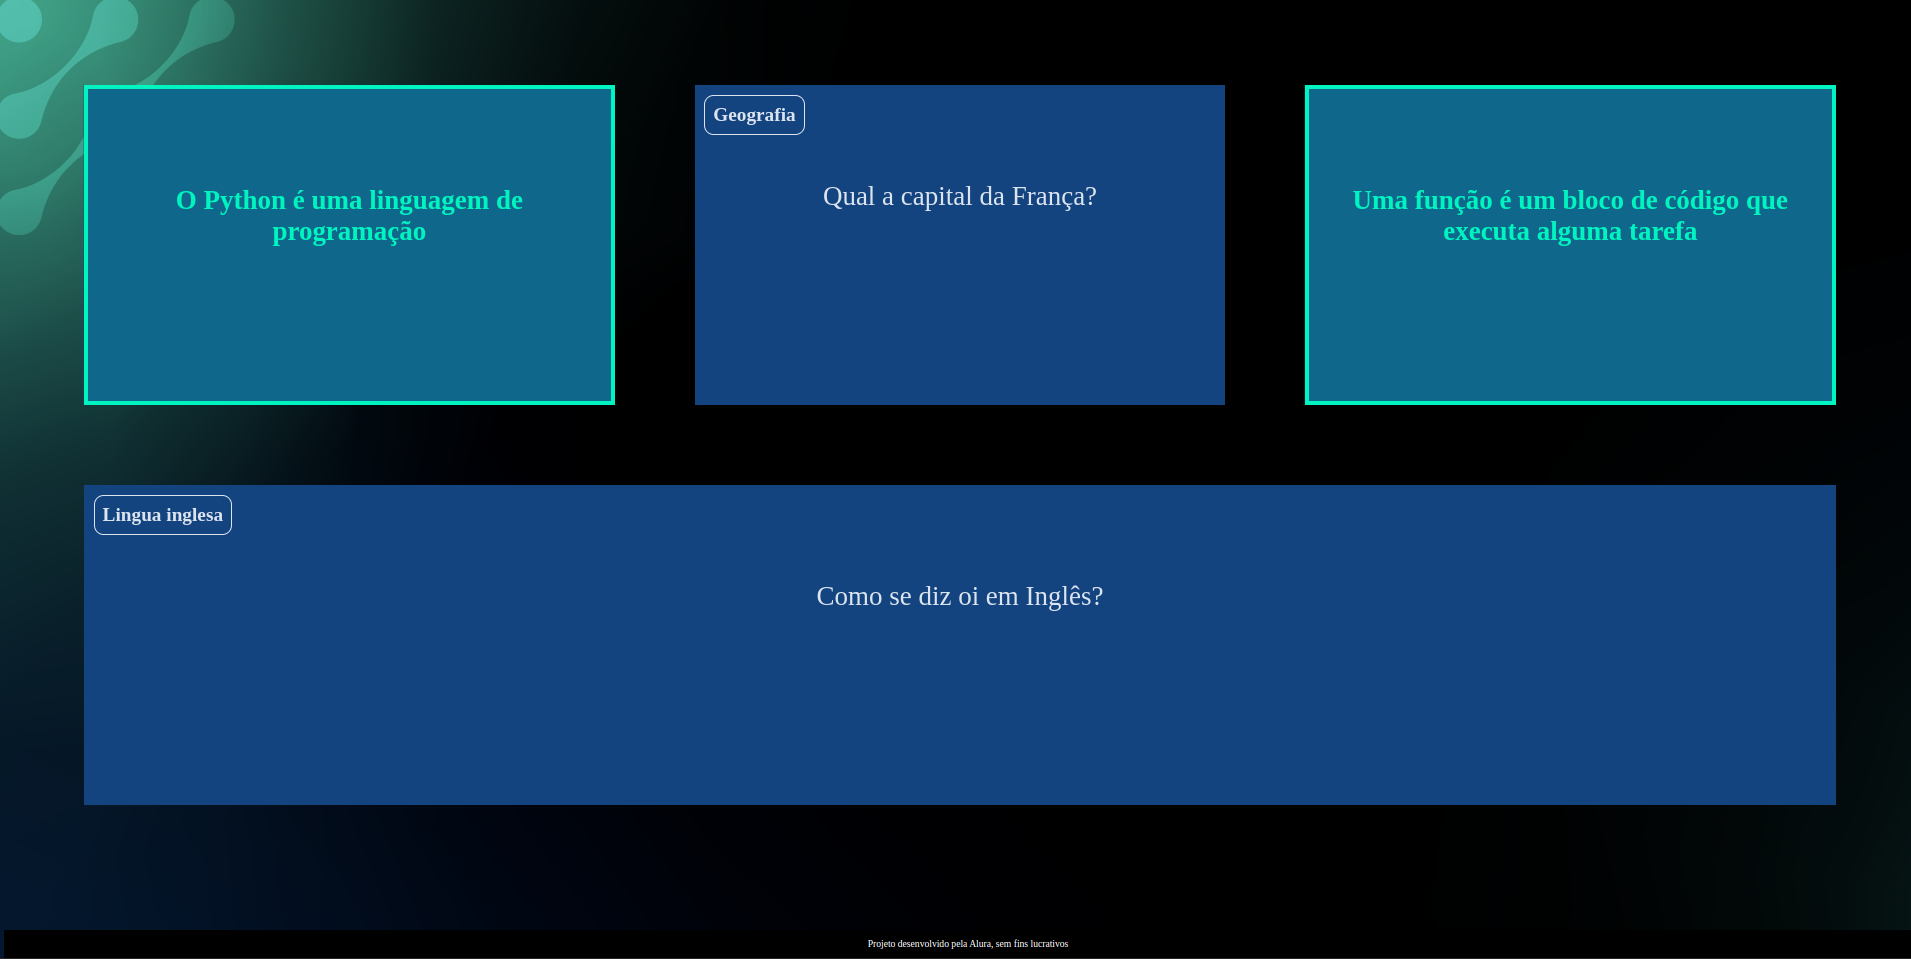 O Python é uma linguagem de
programação
Geografia
Qual a capital da França?
Uma função é um bloco de código que
executa alguma tarefa
Lingua inglesa
Como se diz oi em Inglês?
Projeto desenvolvido pela Alura, sem fins lucrativos